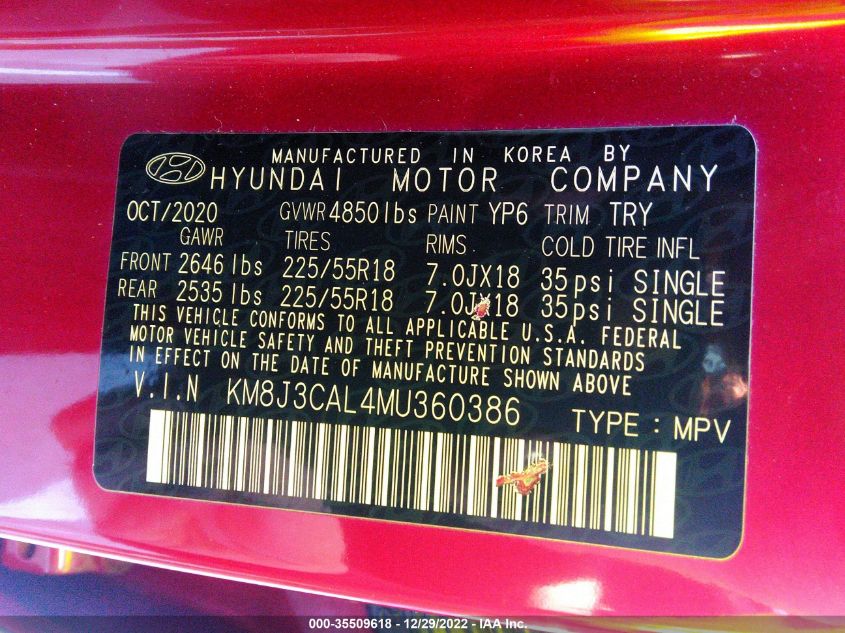 MANUFACTURED IN KOREA BY
HYUNDAI MOTOR COMPANY
OCT/2020 GVWR 4850lbs PAINT YP6 TRIM TRY
GAWR TIRES RIMS COLD TIRE INFL
FRONT 2646lbs 225/55R18 7.0JX18 35psi SINGLE
REAR 2535lbs 225/55R18 7.0JX18 35psi SINGLE
THIS VEHICLE CONFORMS TO ALL APPLICABLE U.S.A. FEDERAL
MOTOR VEHICLE SAFETY AND THEFT PREVENTION STANDARDS
IN EFFECT ON THE DATE OF MANUFACTURE SHOWN ABOVE
V.I.N KM8J3CAL4MU360386 TYPE : MPV
000-35509618 - 12/29/2022 - IAA Inc.